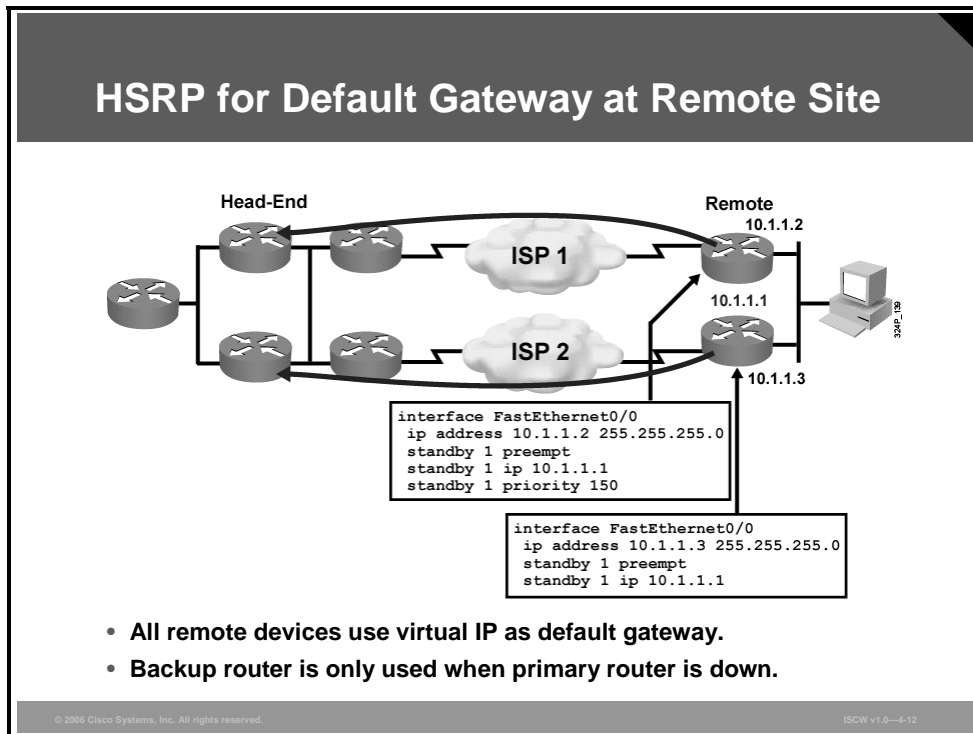 HSRP for Default Gateway at Remote Site
Head-End
Remote
10.1.1.2
ISP 1
10.1.1.1
324P_139
ISP 2
10.1.1.3
interface FastEthernet0/0
ip address 10.1.1.2 255.255.255.0
standby 1 preempt
standby 1 ip 10.1.1.1
standby 1 priority 150
interface FastEthernet0/0
ip address 10.1.1.3 255.255.255.0
standby 1 preempt
standby 1 ip 10.1.1.1
• All remote devices use virtual IP as default gateway.
• Backup router is only used when primary router is down.
© 2006 Cisco Systems, Inc. All rights reserved.
ISCW v1.0—4-12